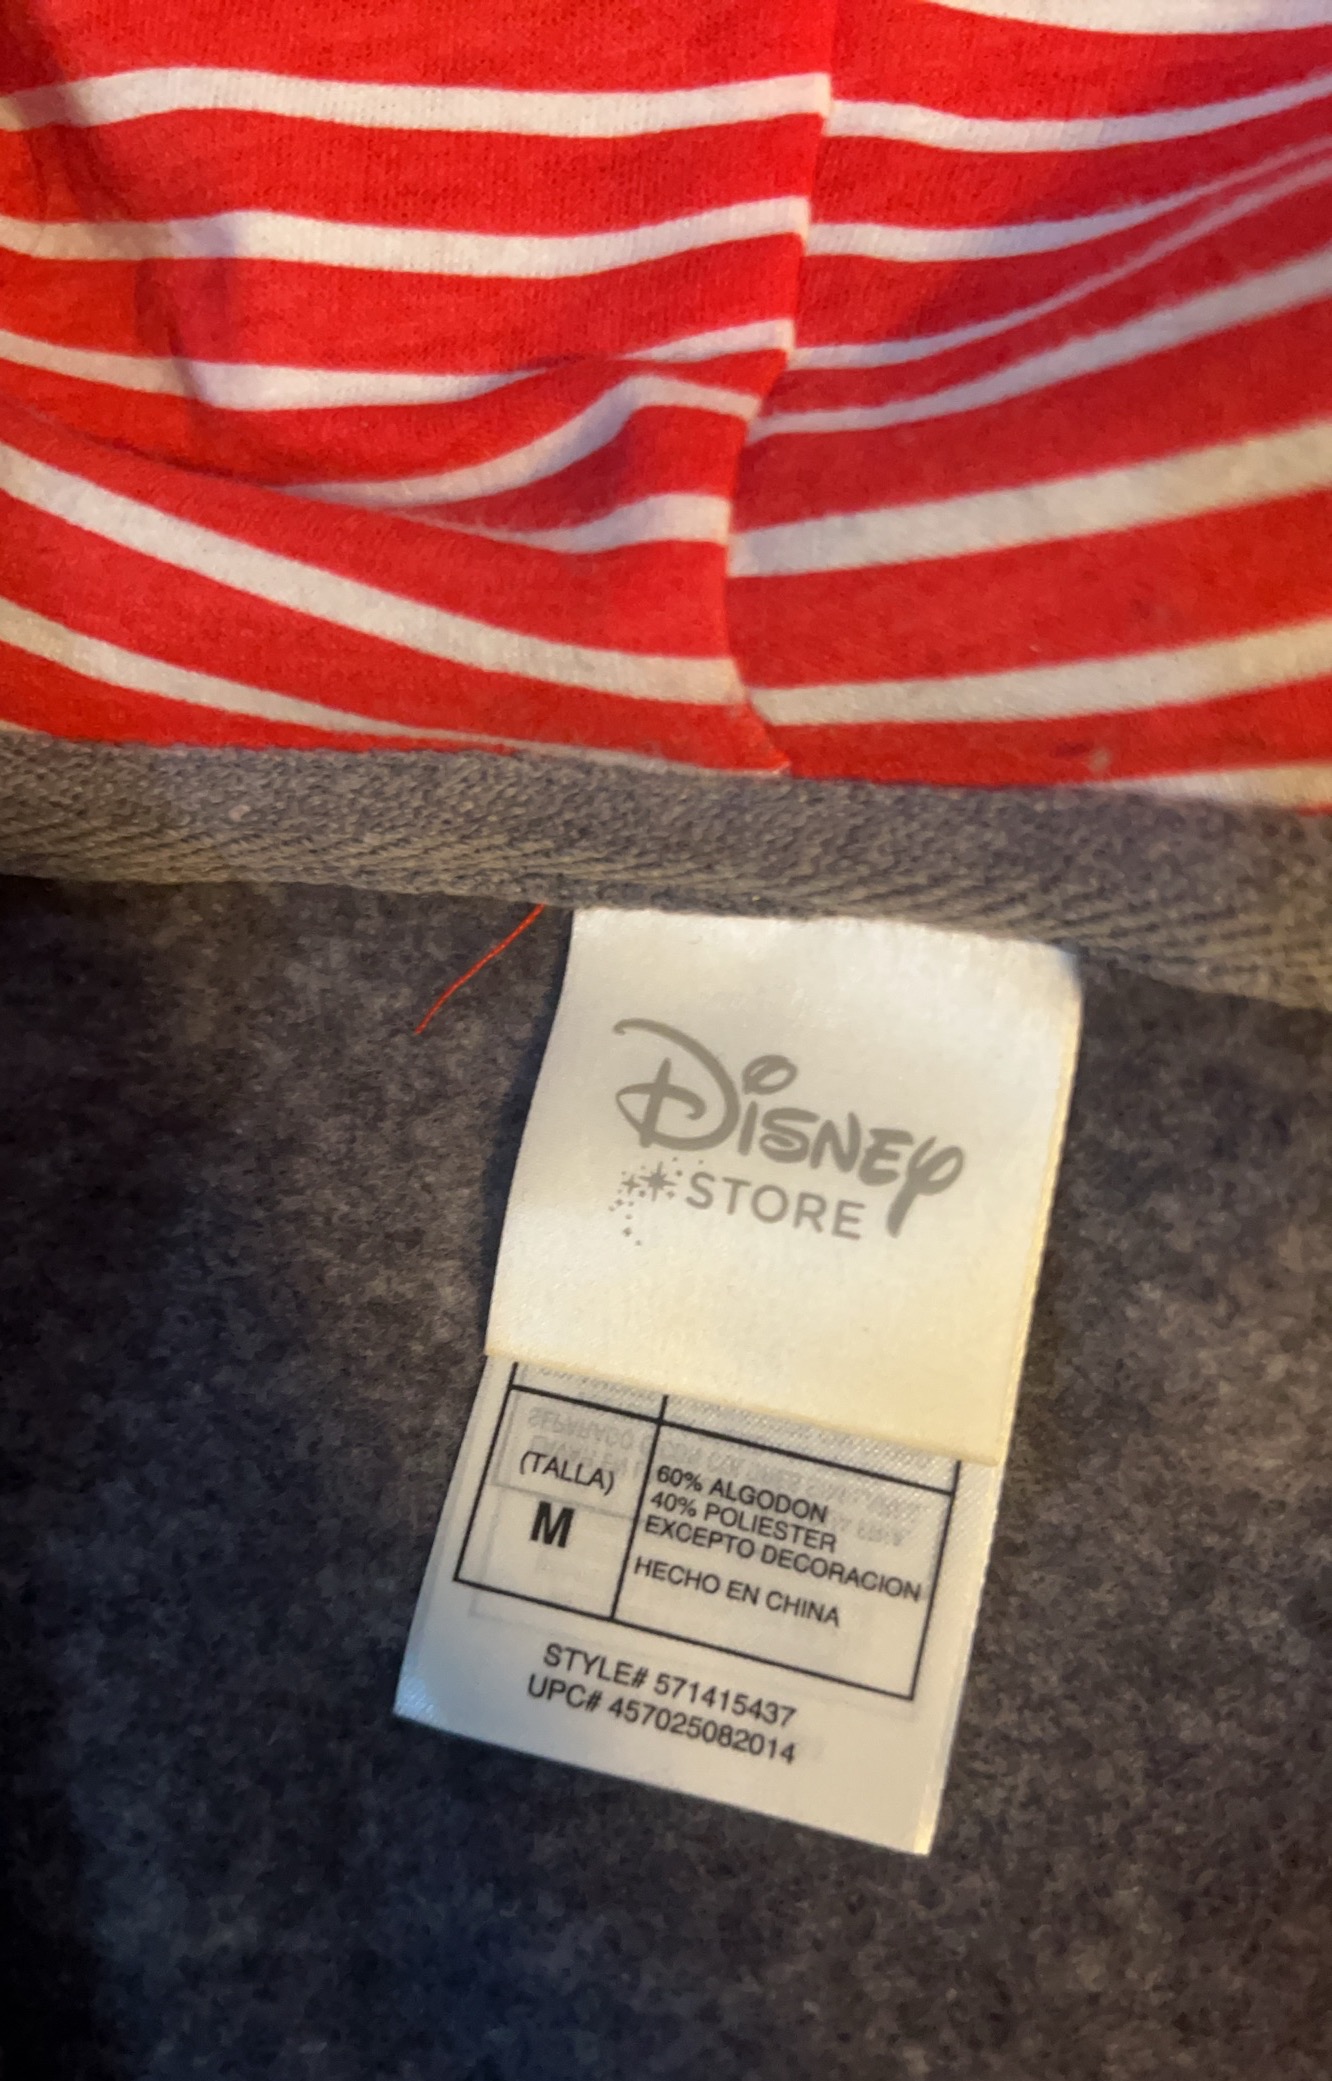 Disney
STORE
(TALLA)
M
60% ALGODON
40% POLIESTER
EXCEPTO DECORACION
HECHO EN CHINA
STYLE# 571415437
UPC# 457025082014